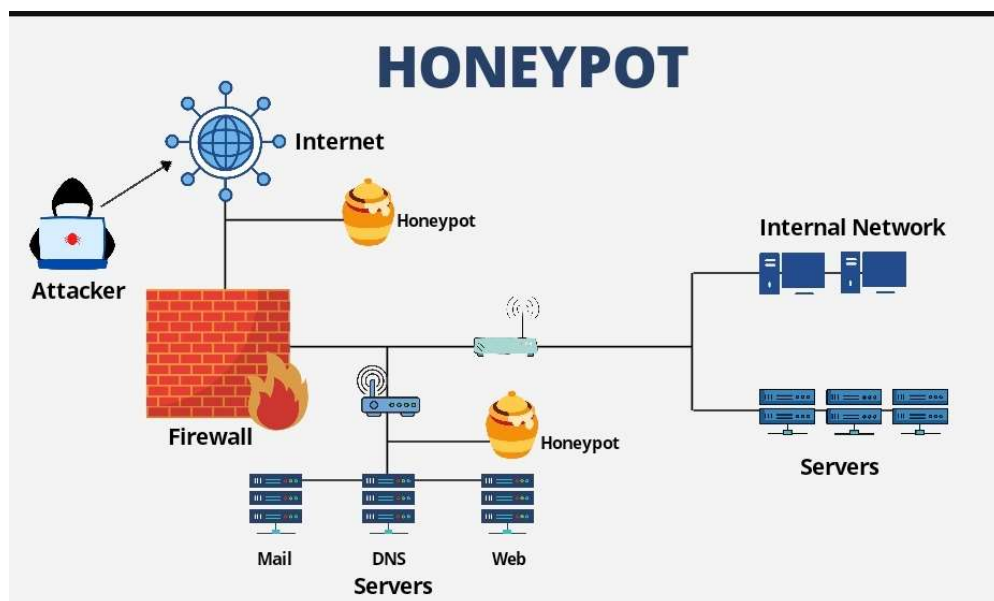 HONEYPOT
Internet
Honeypot
Attacker
Internal Network
Firewall
Honeypot
Servers
Mail
DNS
Web
Servers